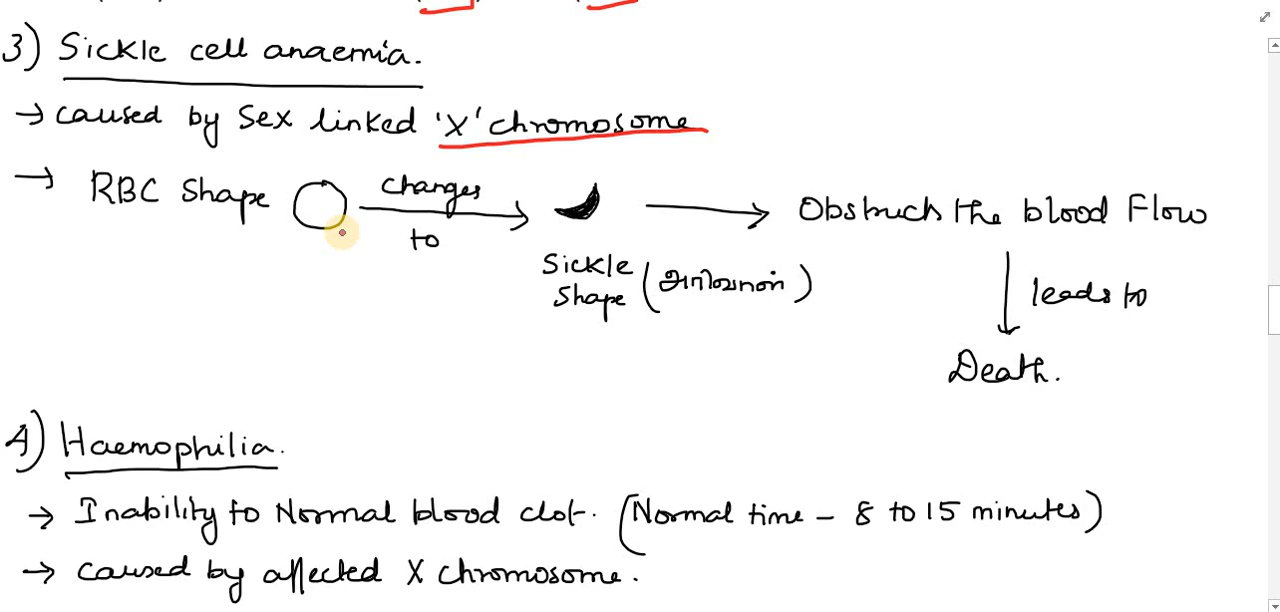 3) Sickle cell anaemia.
→ caused by Sex linked 'X' chromosome
→ RBC Shape changes to Obstruct the blood Flow
Sickle Shape (அரிவாள்)
leads to
Death.
4) Haemophilia.
→ Inability to Normal blood clot. (Normal time - 8 to 15 minutes)
→ caused by affected X chromosome.